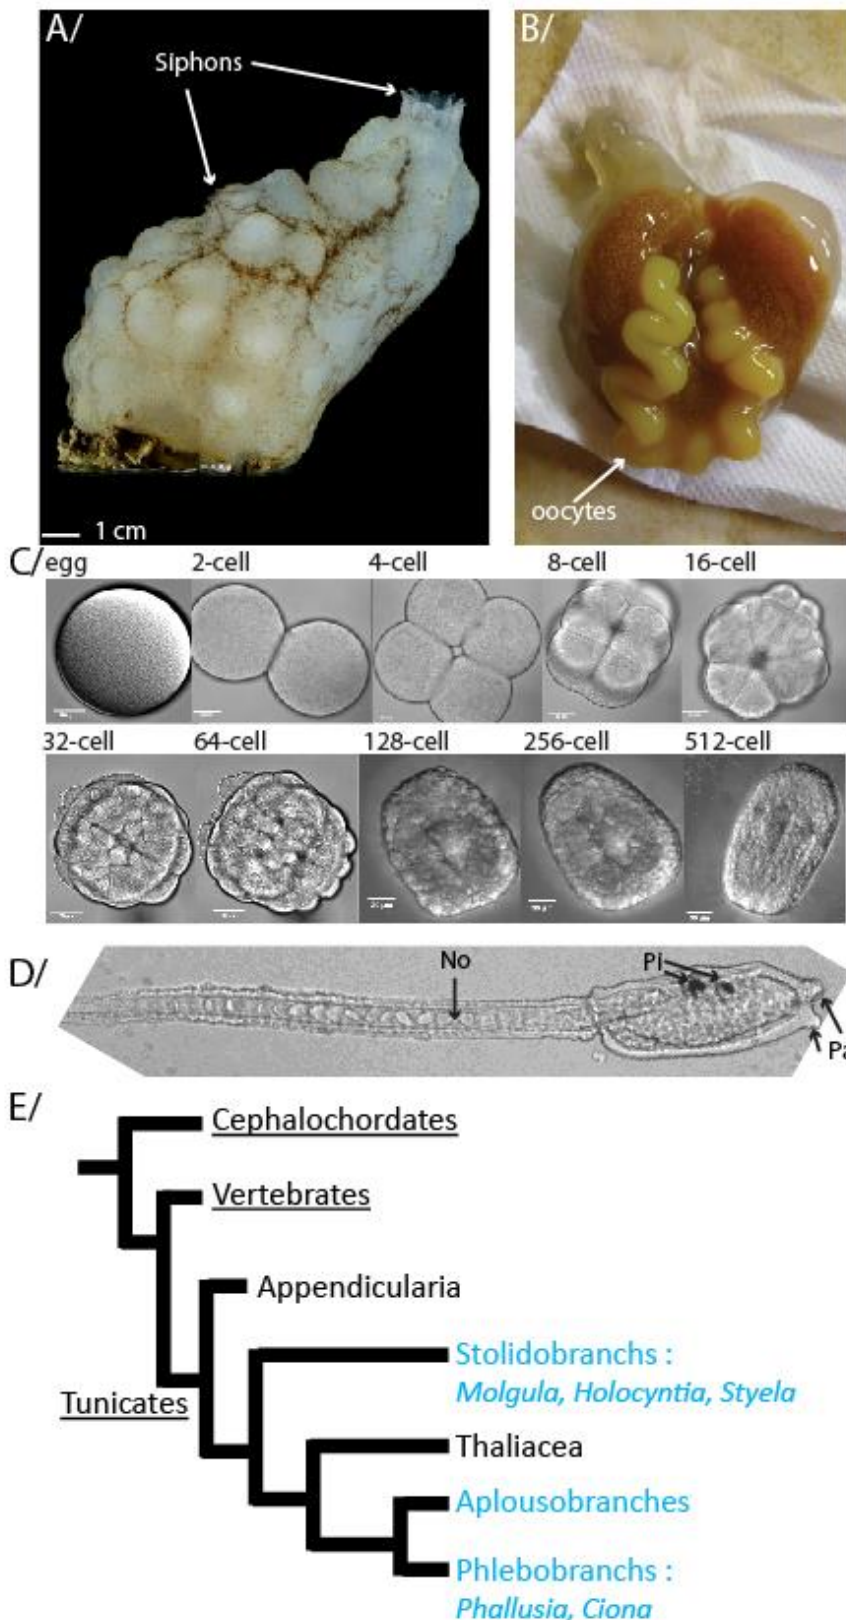 A/
B/
Siphons
oocytes
1 cm
C/ egg 2-cell 4-cell 8-cell 16-cell
32-cell 64-cell 128-cell 256-cell 512-cell
D/
No
Pi
Pa
E/
Cephalochordates
Vertebrates
Appendicularia
Stolidobranchs :
Molgula, Holocyntia, Styela
Tunicates
Thaliacea
Aplousobranches
Phlebobranchs :
Phallusia, Ciona